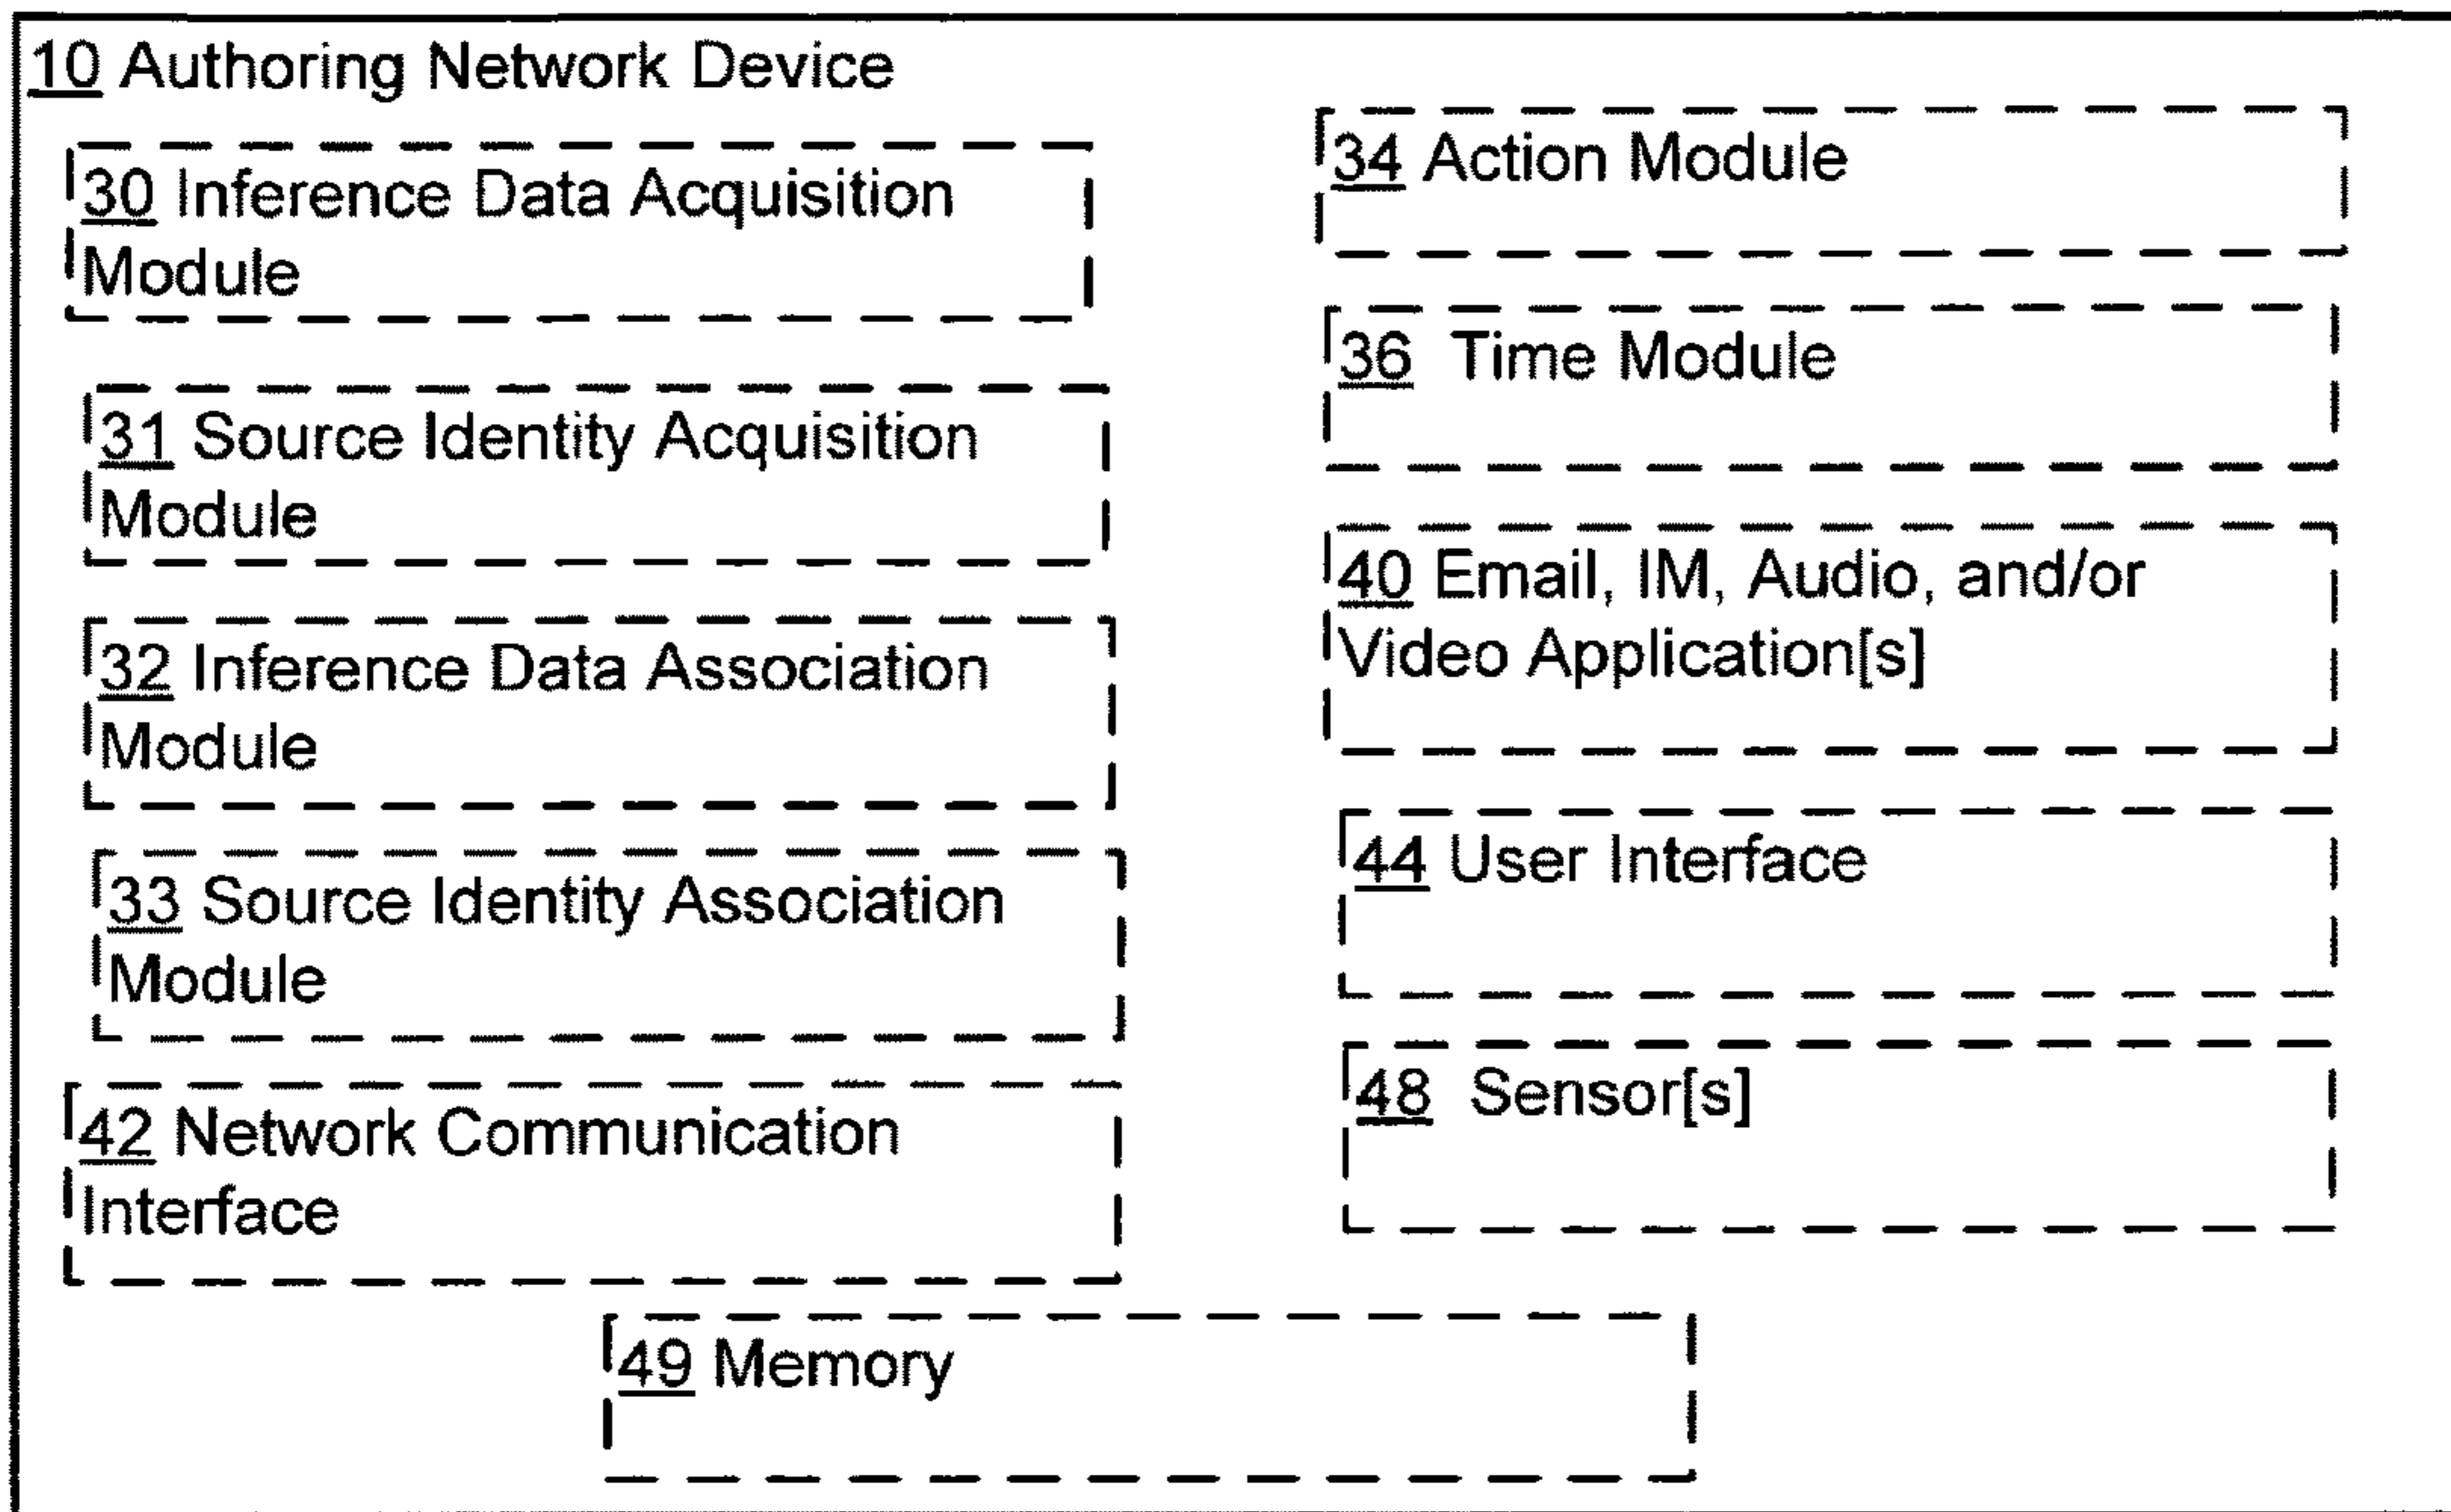 10 Authoring Network Device
30 Inference Data Acquisition
Module
31 Source Identity Acquisition
Module
32 Inference Data Association
Module
33 Source Identity Association
Module
42 Network Communication
Interface
34 Action Module
36 Time Module
40 Email, IM, Audio, and/or
Video Application[s]
44 User Interface
48 Sensor[s]
49 Memory